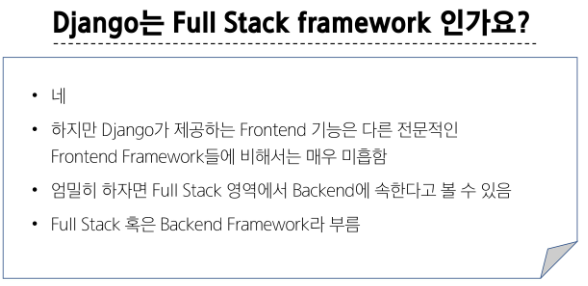 Django는 Full Stack framework 인가요?
• 네
• 하지만 Django가 제공하는 Frontend 기능은 다른 전문적인
Frontend Framework들에 비해서는 매우 미흡함
• 엄밀히 하자면 Full Stack 영역에서 Backend에 속한다고 볼 수 있음
• Full Stack 혹은 Backend Framework라 부름